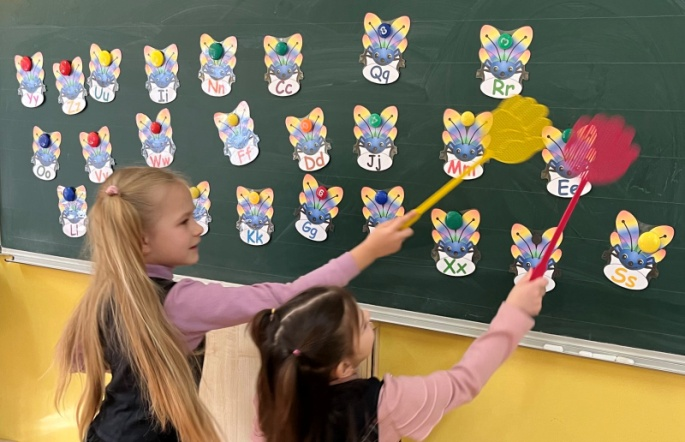 Qq Rr
Yy Zz Uu Ii Nn Cc
Oo Vv Ww Ff Dd Jj Mm Ee
Ll Kk Gg Xx Ss